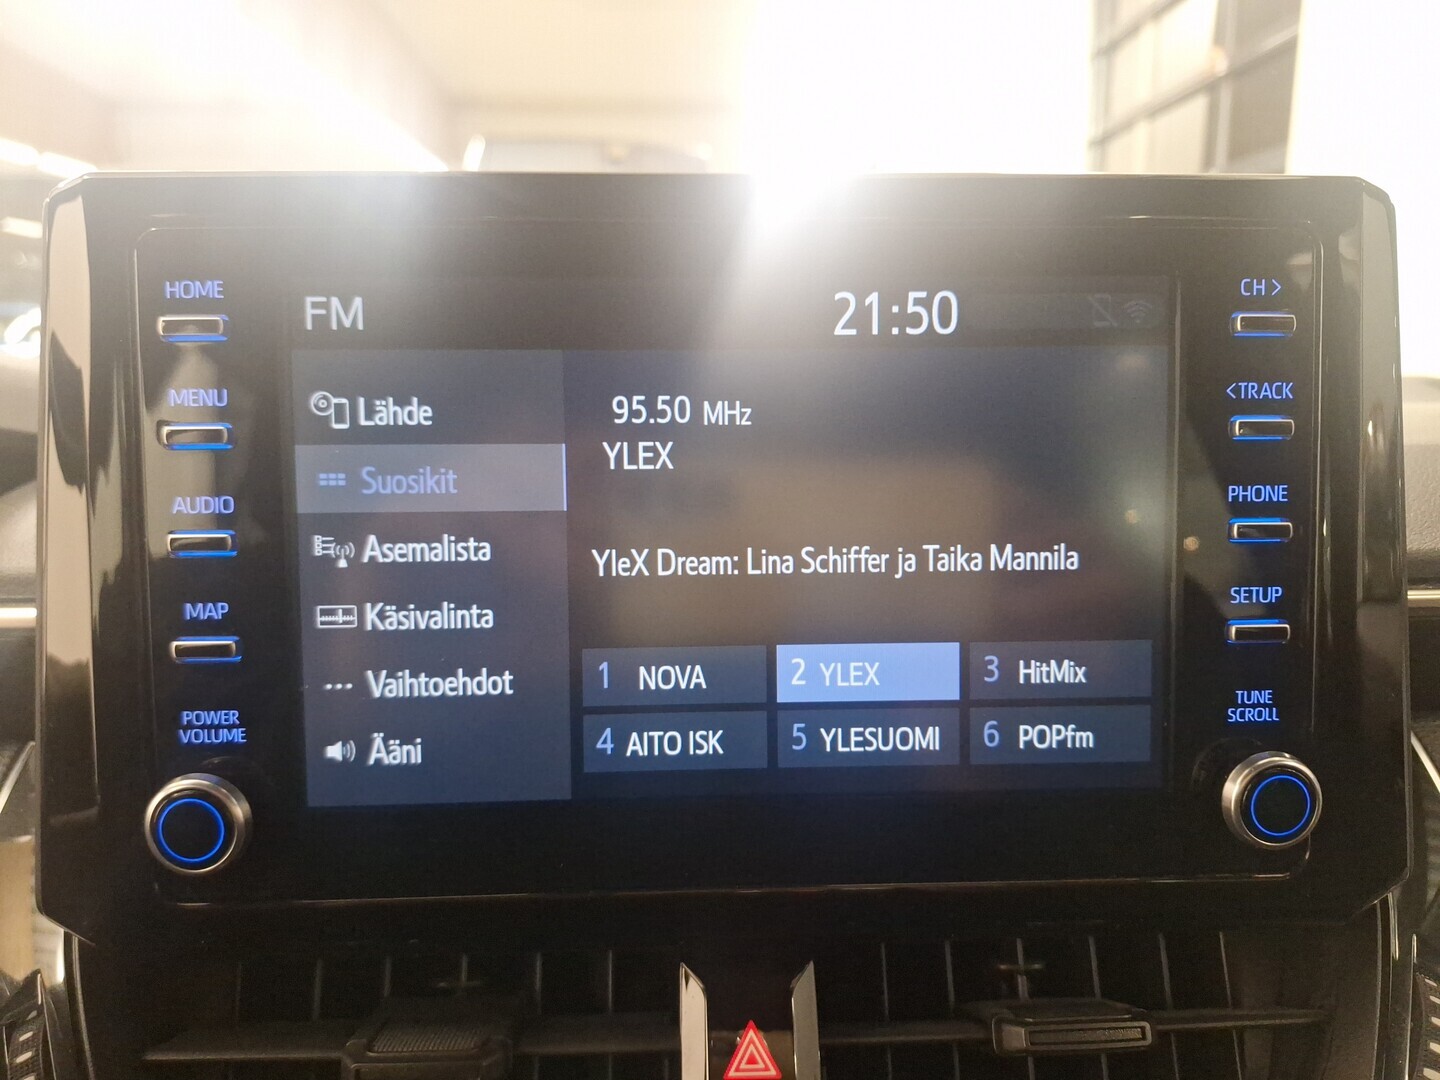 HOME
MENU
AUDIO
MAP
POWER
VOLUME
FM
21:50
Lähde
Suosikit
Asemalista
Käsivalinta
Vaihtoehdot
Ääni
95.50 MHz
YLEX
YleX Dream: Lina Schiffer ja Taika Mannila
1 NOVA
2 YLEX
3 HitMix
4 AITO ISK
5 YLESUOMI
6 POPfm
CH >
< TRACK
PHONE
SETUP
TUNE
SCROLL